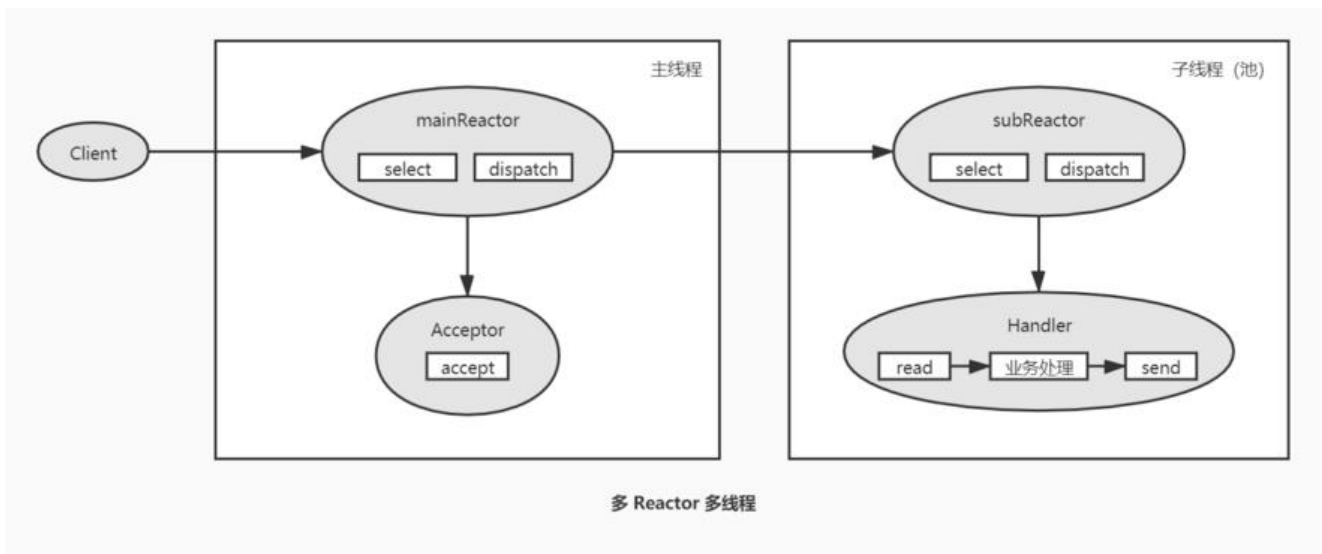 主线程
子线程 (池)
Client
mainReactor
select
dispatch
subReactor
select
dispatch
Acceptor
accept
Handler
read
业务处理
send
多 Reactor 多线程